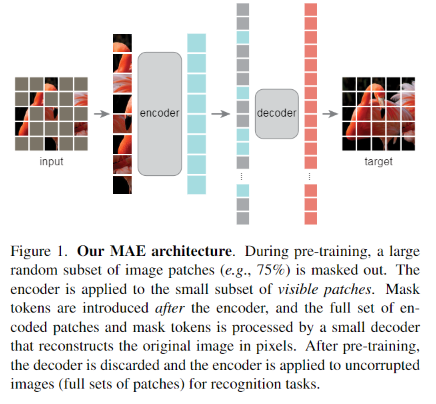 input
encoder
decoder
target
Figure 1. Our MAE architecture. During pre-training, a large
random subset of image patches (e.g., 75%) is masked out. The
encoder is applied to the small subset of visible patches. Mask
tokens are introduced after the encoder, and the full set of en-
coded patches and mask tokens is processed by a small decoder
that reconstructs the original image in pixels. After pre-training,
the decoder is discarded and the encoder is applied to uncorrupted
images (full sets of patches) for recognition tasks.